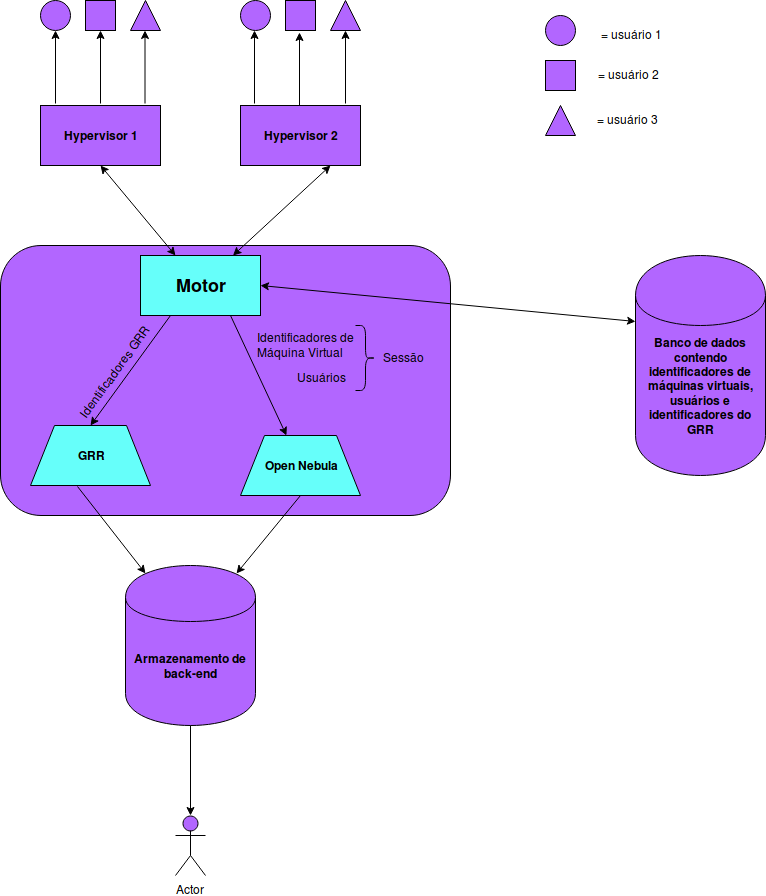 = usuário 1
= usuário 2
= usuário 3
Hypervisor 1
Hypervisor 2
Motor
Identificadores GRR
Identificadores de
Máquina Virtual
Usuários
Sessão
Banco de dados
contendo
identificadores de
máquinas virtuais,
usuários e
identificadores do
GRR
GRR
Open Nebula
Armazenamento de
back-end
Actor